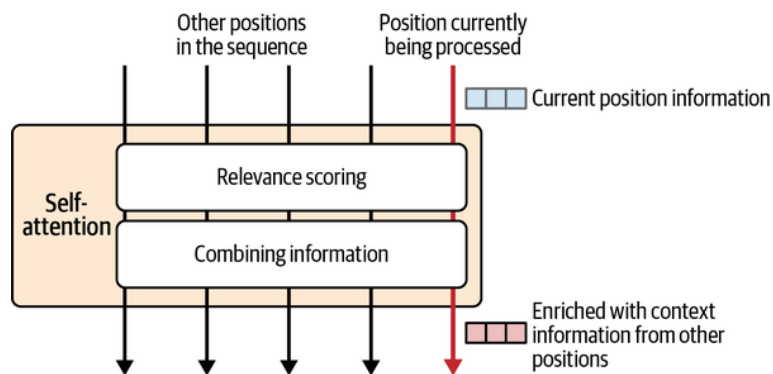 Other positions
in the sequence
Position currently
being processed
Current position information
Self-
attention
Relevance scoring
Combining information
Enriched with context
information from other
positions